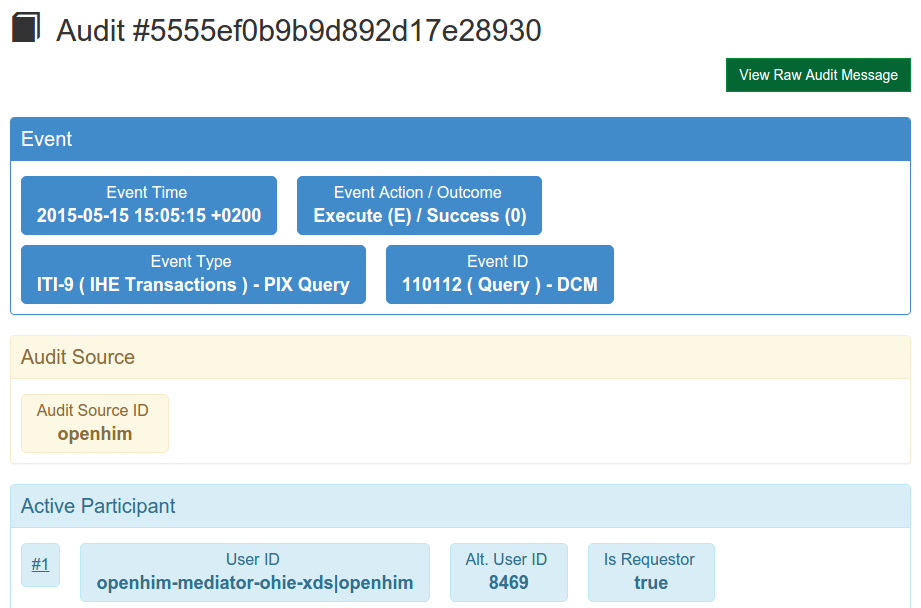 Audit #5555ef0b9b9d892d17e28930
View Raw Audit Message
Event
Event Time
2015-05-15 15:05:15 +0200
Event Action / Outcome
Execute (E) / Success (0)
Event Type
ITI-9 ( IHE Transactions ) - PIX Query
Event ID
110112 ( Query ) - DCM
Audit Source
Audit Source ID
openhim
Active Participant
#1
User ID
openhim-mediator-ohie-xds|openhim
Alt. User ID
8469
Is Requestor
true